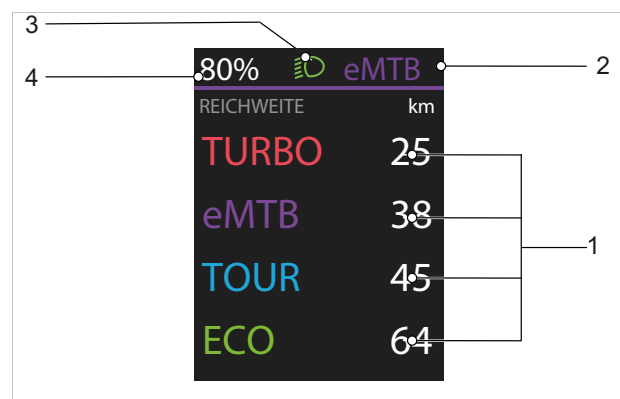 3
80% eMTB 2
4
REICHWEITE km
TURBO 25
eMTB 38
1
TOUR 45
ECO 64